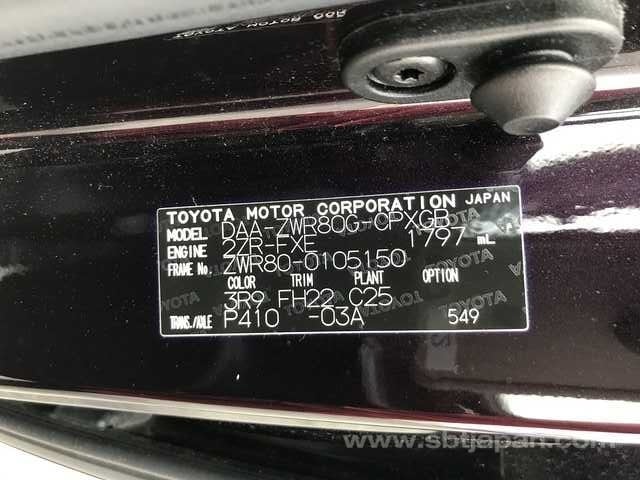 TOYOTA MOTOR CORPORATION JAPAN
MODEL DAA-ZWR80G-CPXGB
ENGINE 2ZR-FXE 1797 mL
FRAME No. ZWR80-0105150
COLOR TRIM PLANT OPTION
3R9 FH22 C25
TRANS./AXLE P410 -03A 549
www.sbtjapan.com